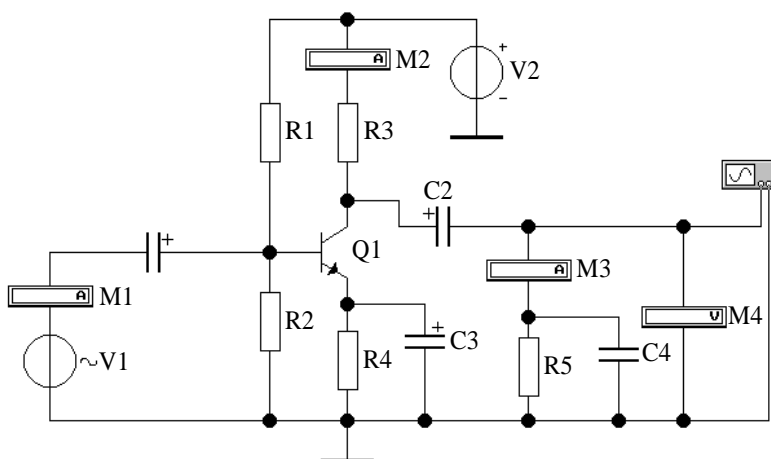 A
M2
+
V2
−
R1
R3
C2
+
+
Q1
A
M1
A
M3
R2
V
M4
+
C3
V1
R4
R5
C4